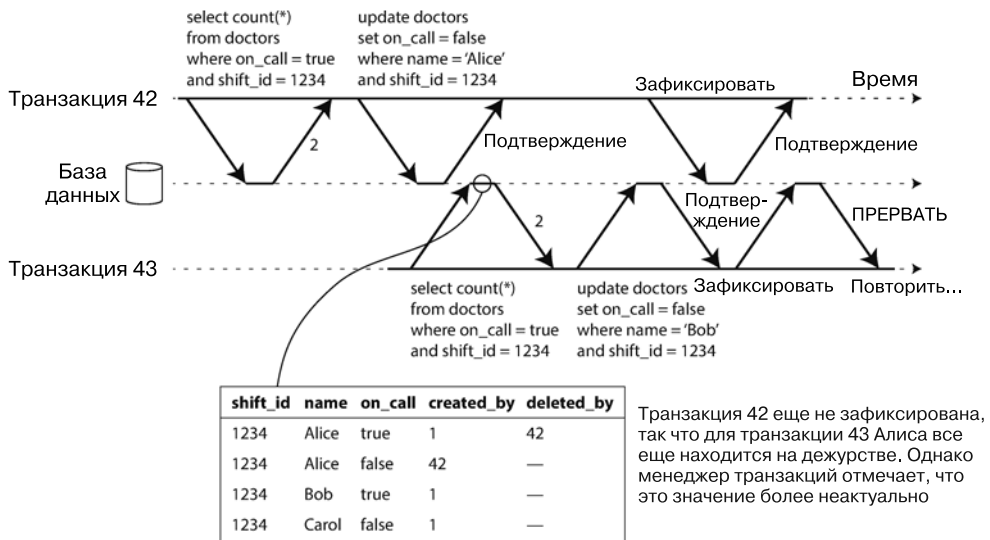 select count(*)
from doctors
where on_call = true
and shift_id = 1234
update doctors
set on_call = false
where name = ‘Alice’
and shift_id = 1234
Транзакция 42
Зафиксировать
Время
2
Подтверждение
Подтверждение
База
данных
Подтвер-
ждение
ПРЕРВАТЬ
2
Транзакция 43
Зафиксировать
Повторить...
select count(*)
from doctors
where on_call = true
and shift_id = 1234
update doctors
set on_call = false
where name = ‘Bob’
and shift_id = 1234
shift_id name on_call created_by deleted_by
1234 Alice true 1 42
1234 Alice false 42 —
1234 Bob true 1 —
1234 Carol false 1 —
Транзакция 42 еще не зафиксирована,
так что для транзакции 43 Алиса все
еще находится на дежурстве. Однако
менеджер транзакций отмечает, что
это значение более неактуально